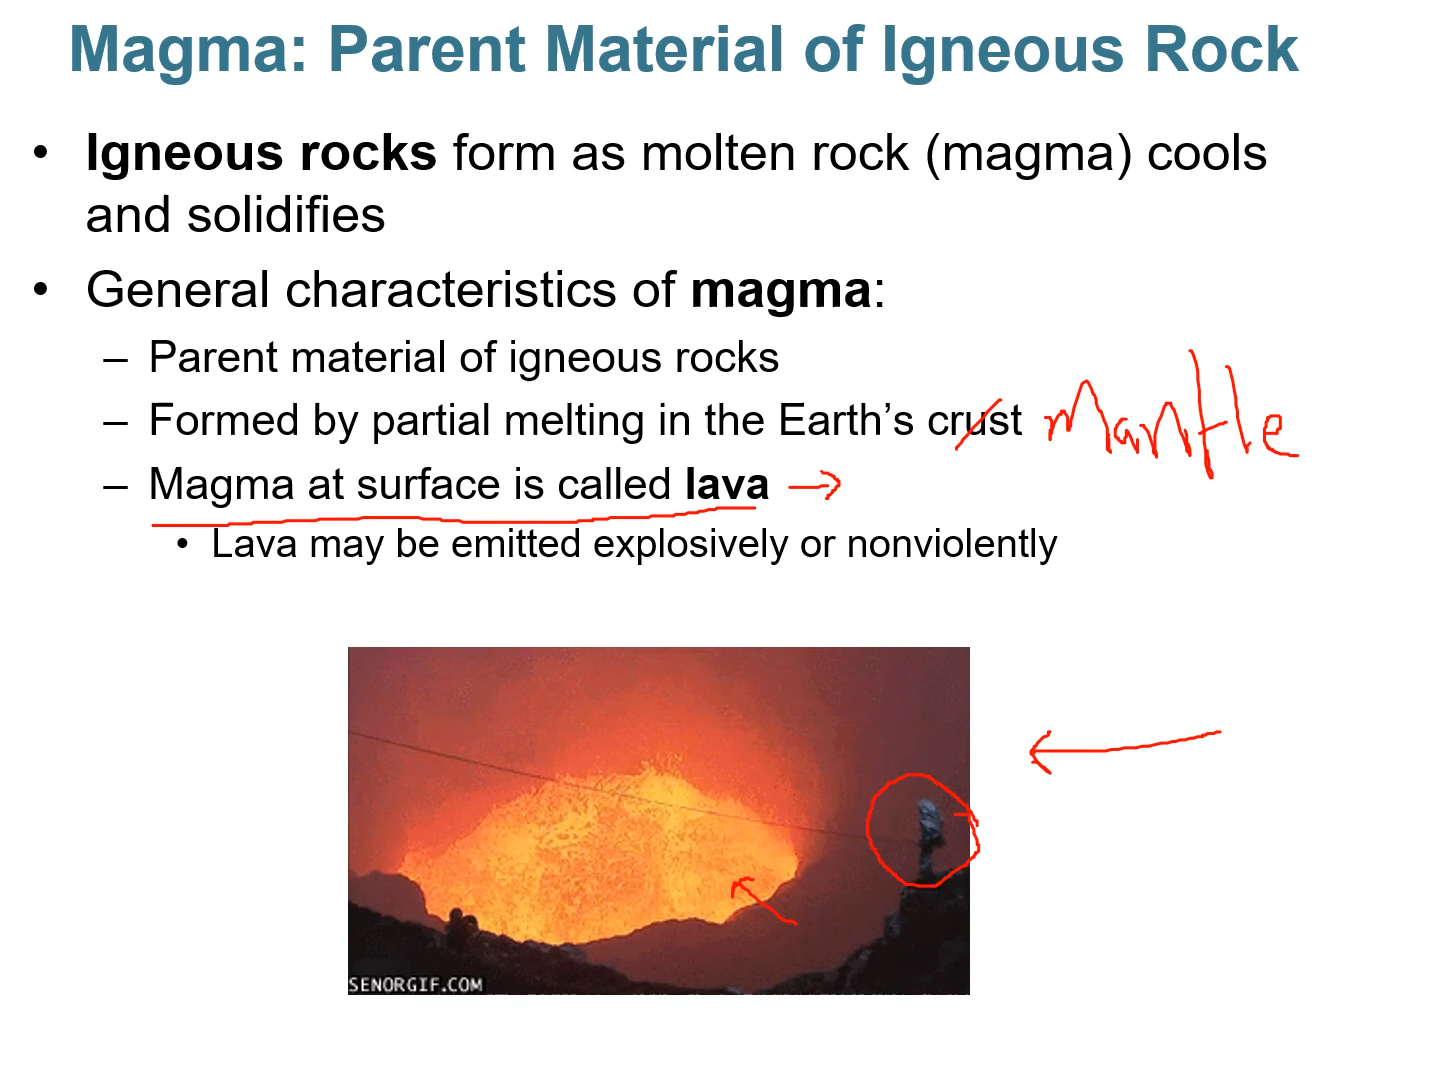 Magma: Parent Material of Igneous Rock
• Igneous rocks form as molten rock (magma) cools
and solidifies
• General characteristics of magma:
– Parent material of igneous rocks
– Formed by partial melting in the Earth’s crust Mantle
– Magma at surface is called lava →
• Lava may be emitted explosively or nonviolently
SENORGIF.COM